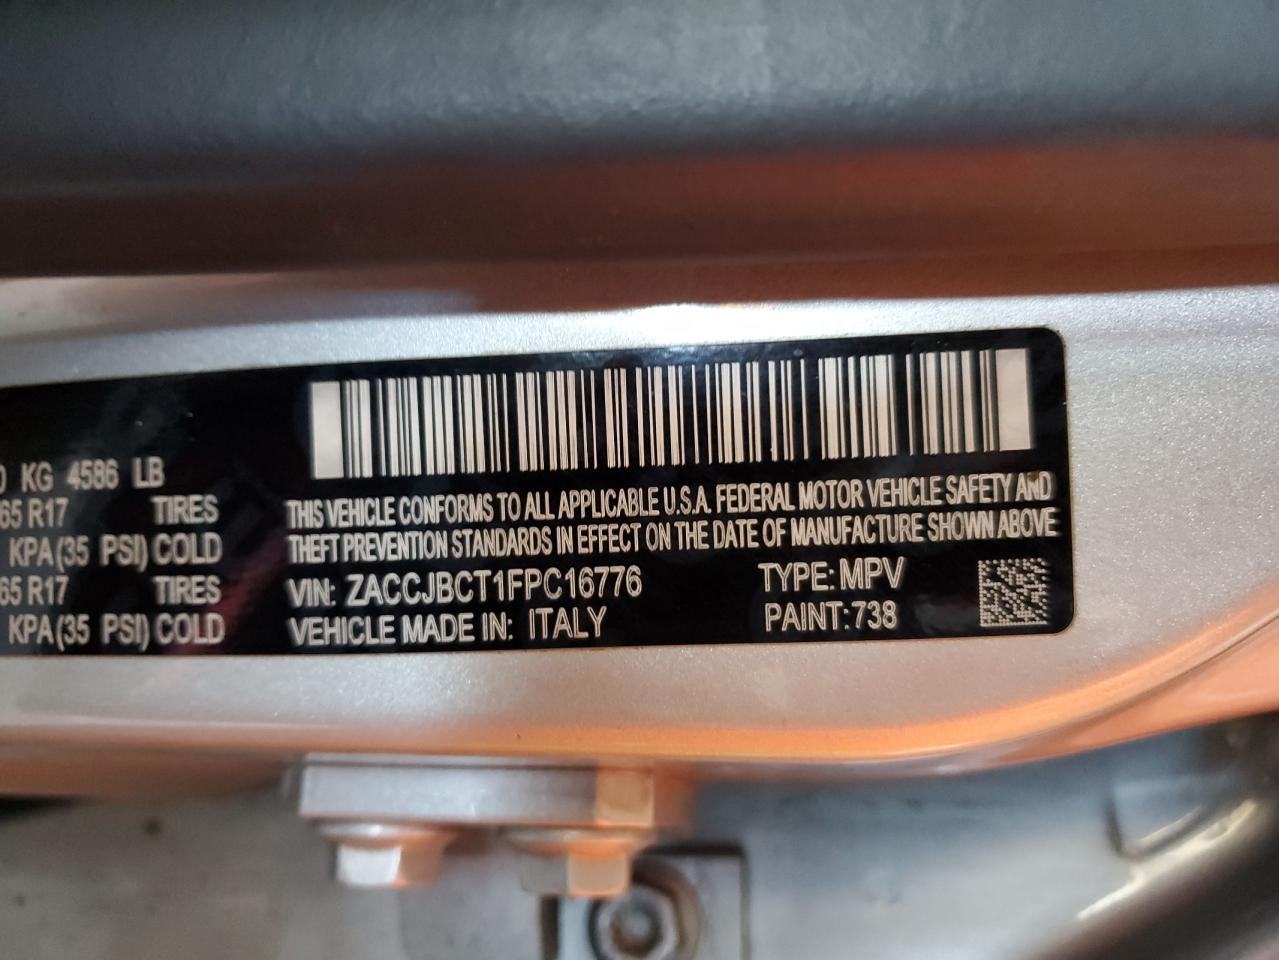 KG 4586 LB
65 R17 TIRES
KPA(35 PSI) COLD
65 R17 TIRES
KPA(35 PSI) COLD
THIS VEHICLE CONFORMS TO ALL APPLICABLE U.S.A. FEDERAL MOTOR VEHICLE SAFETY AND
THEFT PREVENTION STANDARDS IN EFFECT ON THE DATE OF MANUFACTURE SHOWN ABOVE
VIN: ZACCJBCT1FPC16776 TYPE: MPV
VEHICLE MADE IN: ITALY PAINT:738